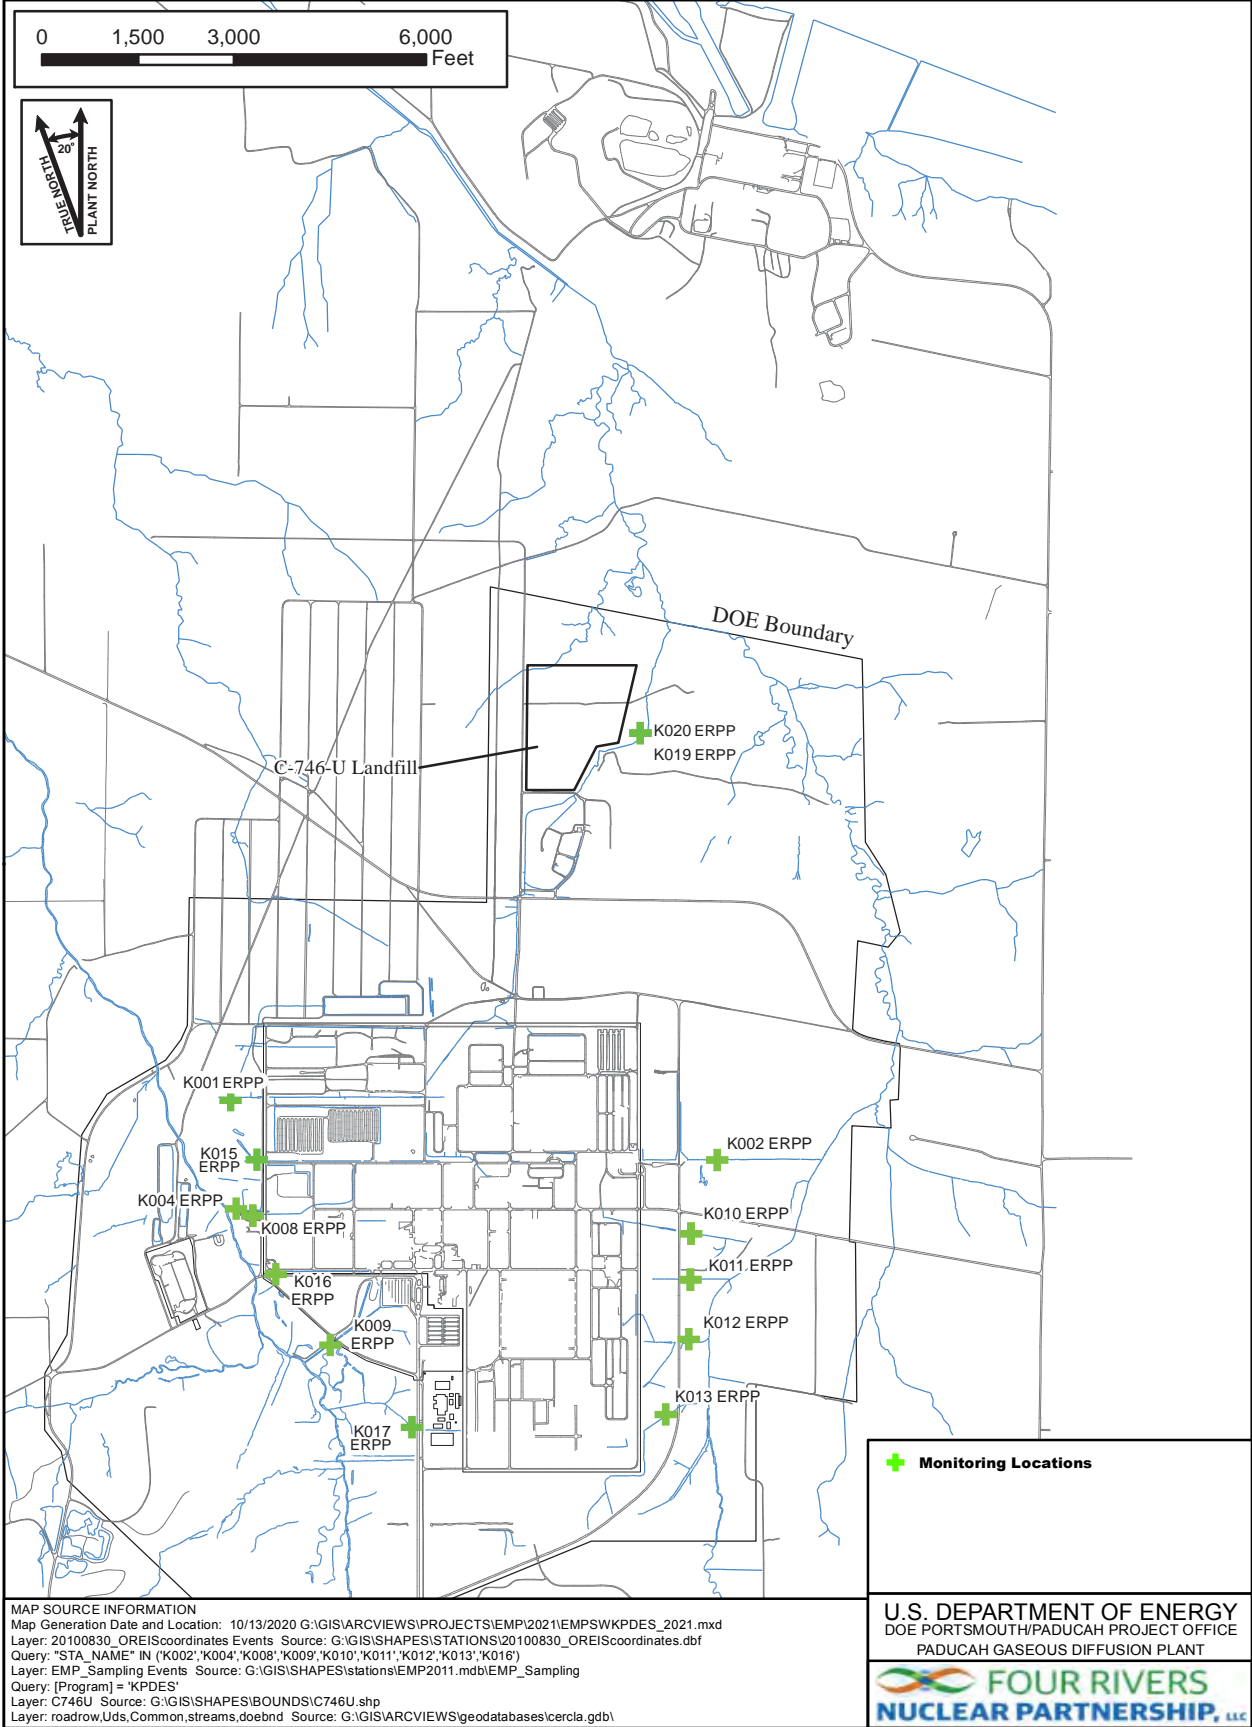 0 1,500 3,000 6,000
Feet
20°
TRUE NORTH
PLANT NORTH
DOE Boundary
K020 ERPP
K019 ERPP
C-746-U Landfill
K001 ERPP
K015
ERPP
K002 ERPP
K004 ERPP
K008 ERPP
K010 ERPP
K011 ERPP
K016
ERPP
K009
ERPP
K012 ERPP
K013 ERPP
K017
ERPP
Monitoring Locations
MAP SOURCE INFORMATION
Map Generation Date and Location: 10/13/2020 G:\GIS\ARCVIEWS\PROJECTS\EMP\2021\EMPSWKPDES_2021.mxd
Layer: 20100830_OREIScoordinates Events Source: G:\GIS\SHAPES\STATIONS\20100830_OREIScoordinates.dbf
Query: "STA_NAME" IN ('K002','K004','K008','K009','K010','K011','K012','K013','K016')
Layer: EMP_Sampling Events Source: G:\GIS\SHAPES\stations\EMP2011.mdb\EMP_Sampling
Query: [Program] = 'KPDES'
Layer: C746U Source: G:\GIS\SHAPES\BOUNDS\C746U.shp
Layer: roadrow,Uds,Common,streams,doebnd Source: G:\GIS\ARCVIEWS\geodatabases\cercla.gdb\
U.S. DEPARTMENT OF ENERGY
DOE PORTSMOUTH/PADUCAH PROJECT OFFICE
PADUCAH GASEOUS DIFFUSION PLANT
FOUR RIVERS
NUCLEAR PARTNERSHIP, LLC